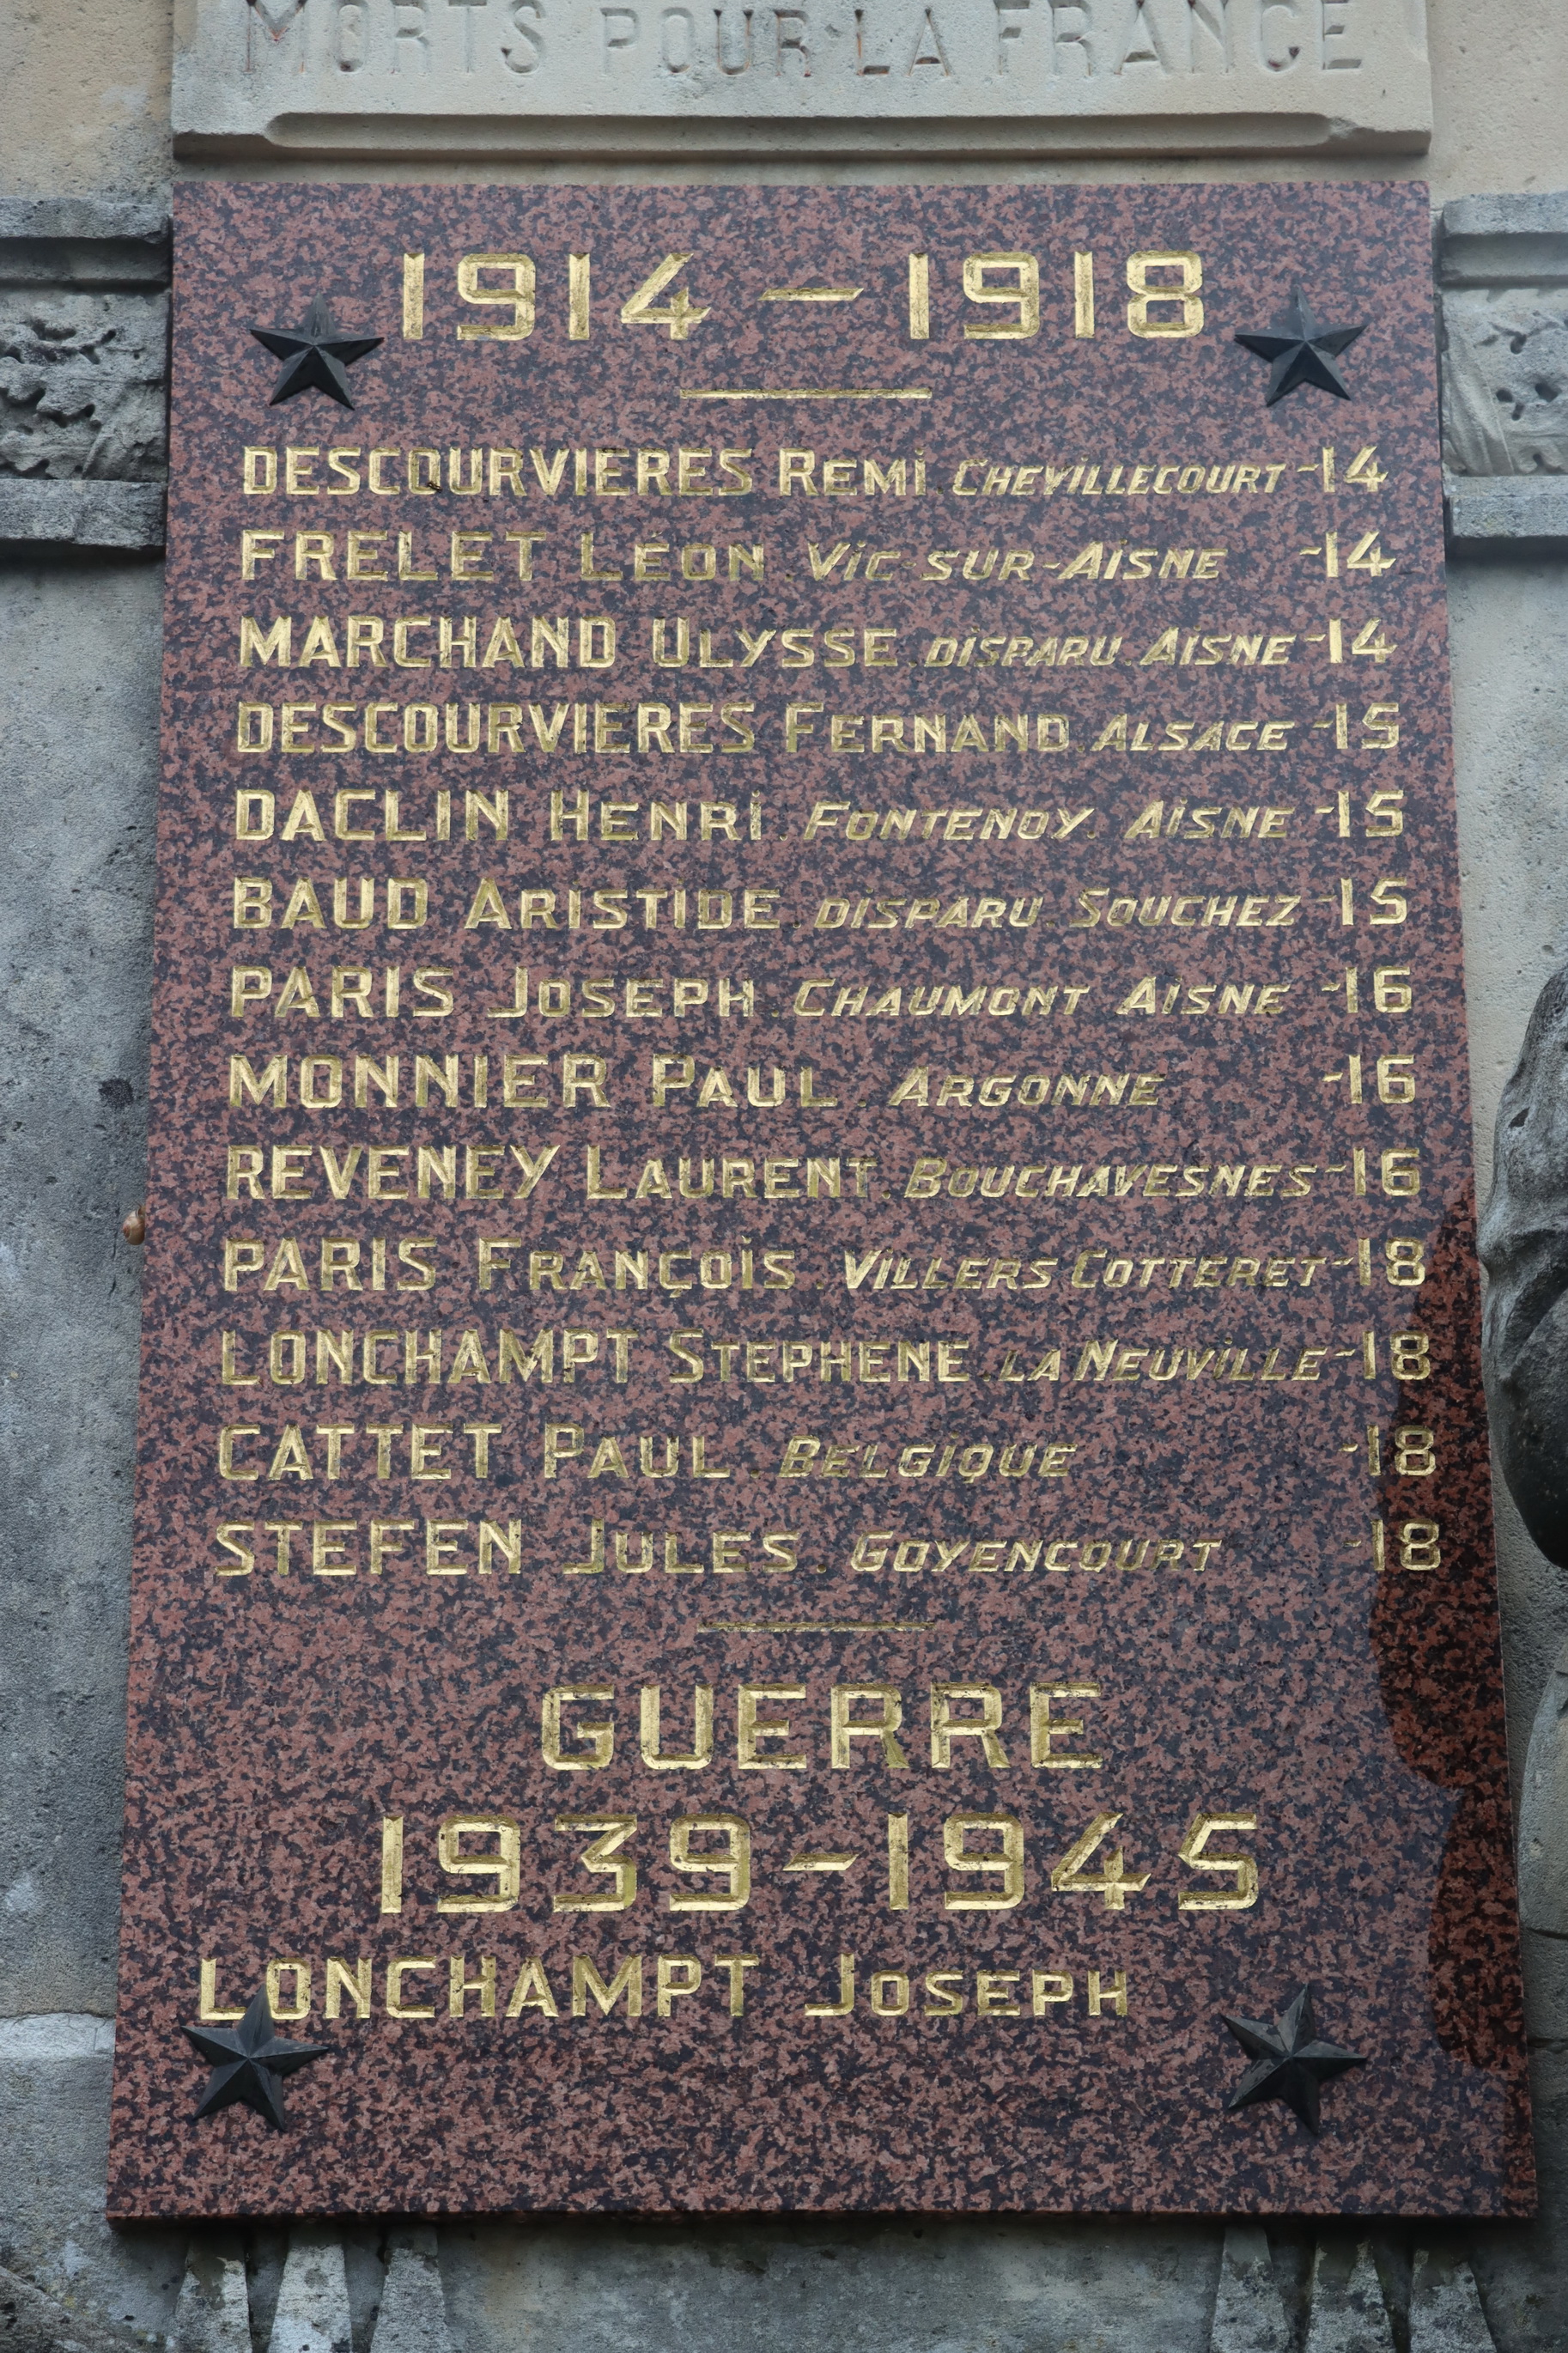 MORTS POUR LA FRANCE
1914 - 1918
DESCOURVIERES REMI. CHEVILLECOURT -14
FRELET LÉON. VIC-SUR-AISNE -14
MARCHAND ULYSSE. DISPARU. AISNE -14
DESCOURVIERES FERNAND. ALSACE -15
DACLIN HENRI. FONTENOY. AISNE -15
BAUD ARISTIDE. DISPARU. SOUCHEZ -15
PARIS JOSEPH. CHAUMONT AISNE -16
MONNIER PAUL. ARGONNE -16
REVENEY LAURENT. BOUCHAVESNES -16
PARIS FRANÇOIS. VILLERS COTTERET -18
LONCHAMPT STEPHENE. LA NEUVILLE -18
CATTET PAUL. BELGIQUE -18
STEFEN JULES. GOYENCOURT -18
GUERRE
1939 - 1945
LONCHAMPT JOSEPH